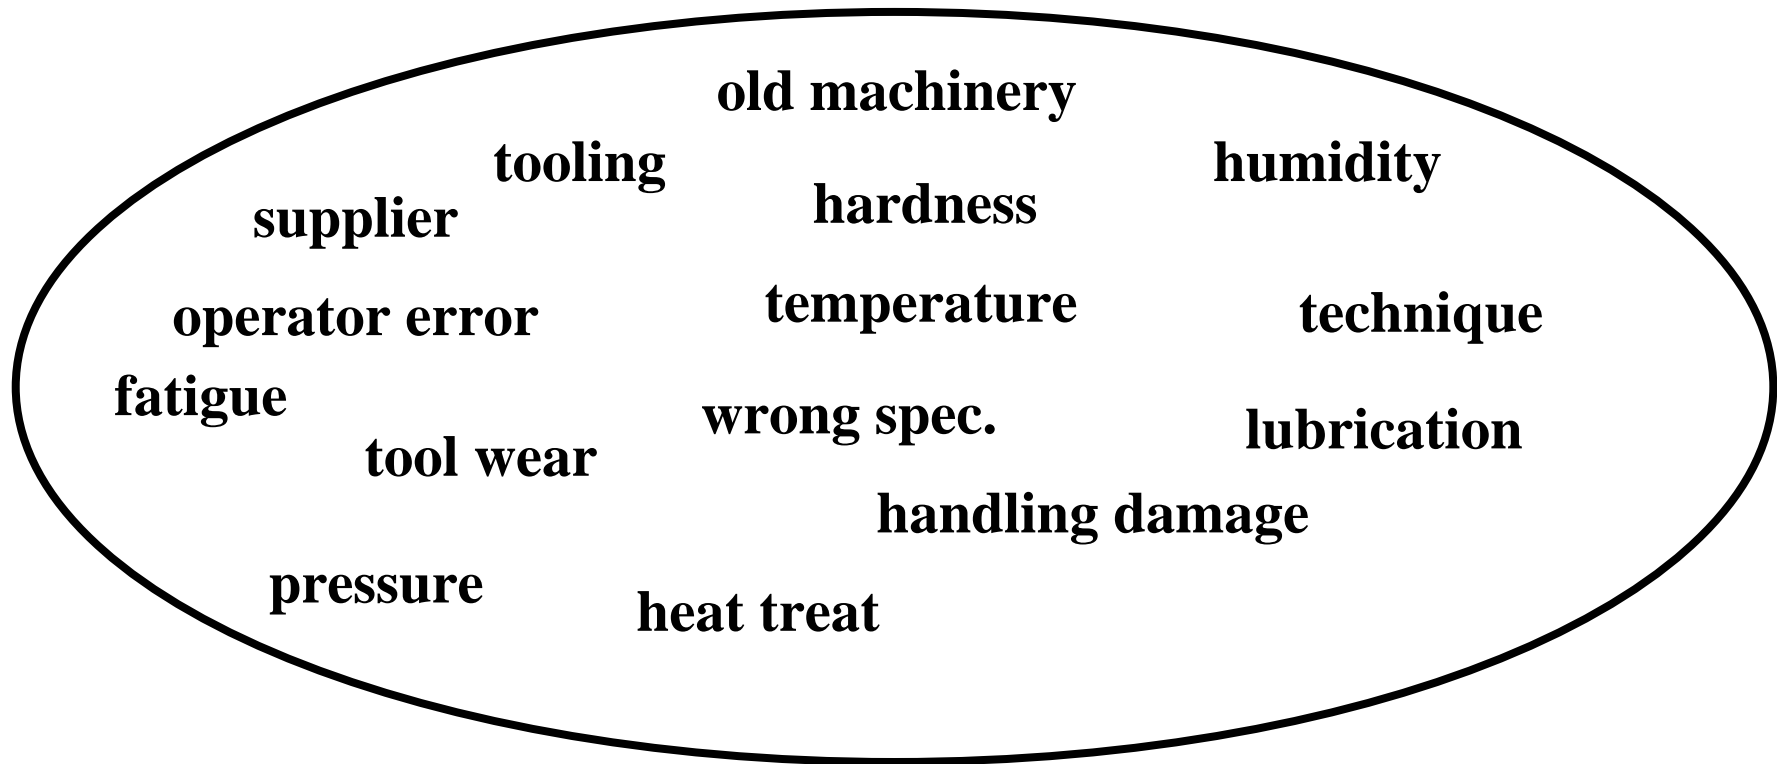 old machinery
tooling
humidity
hardness
supplier
temperature
technique
operator error
fatigue
wrong spec.
lubrication
tool wear
handling damage
pressure
heat treat